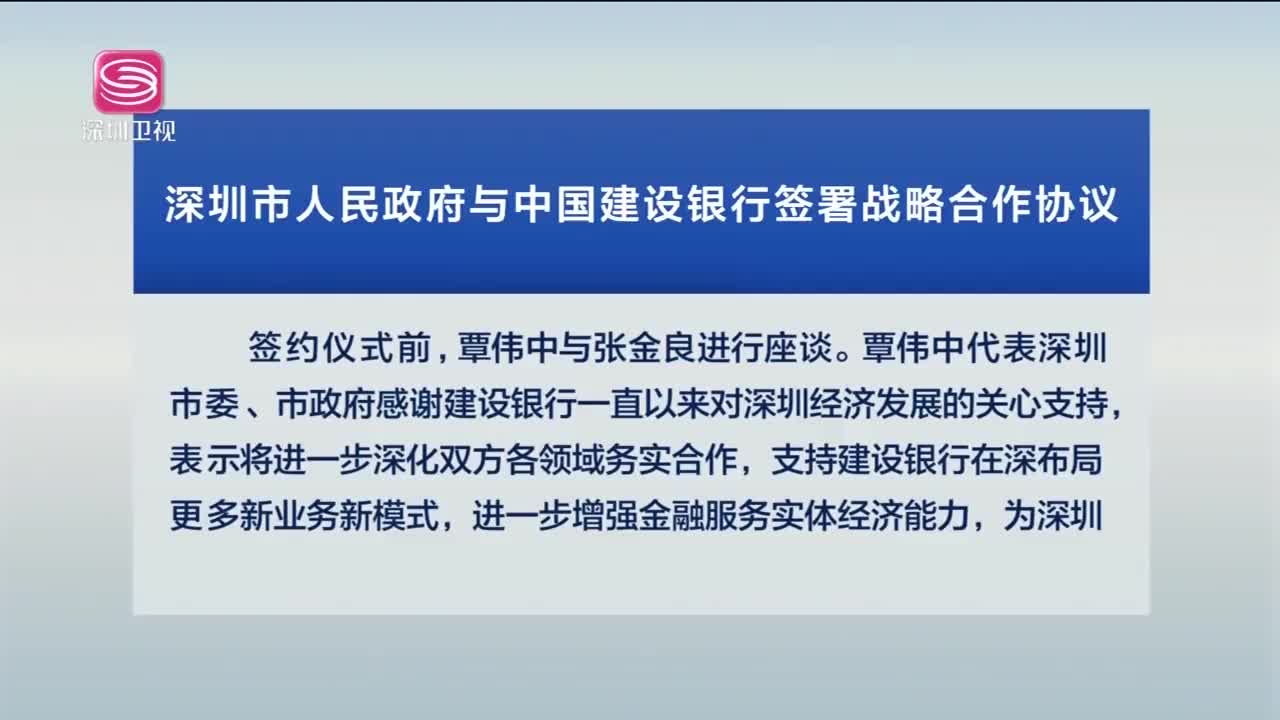 深圳卫视
深圳市人民政府与中国建设银行签署战略合作协议
签约仪式前，覃伟中与张金良进行座谈。覃伟中代表深圳
市委、市政府感谢建设银行一直以来对深圳经济发展的关心支持，
表示将进一步深化双方各领域务实合作，支持建设银行在深布局
更多新业务新模式，进一步增强金融服务实体经济能力，为深圳